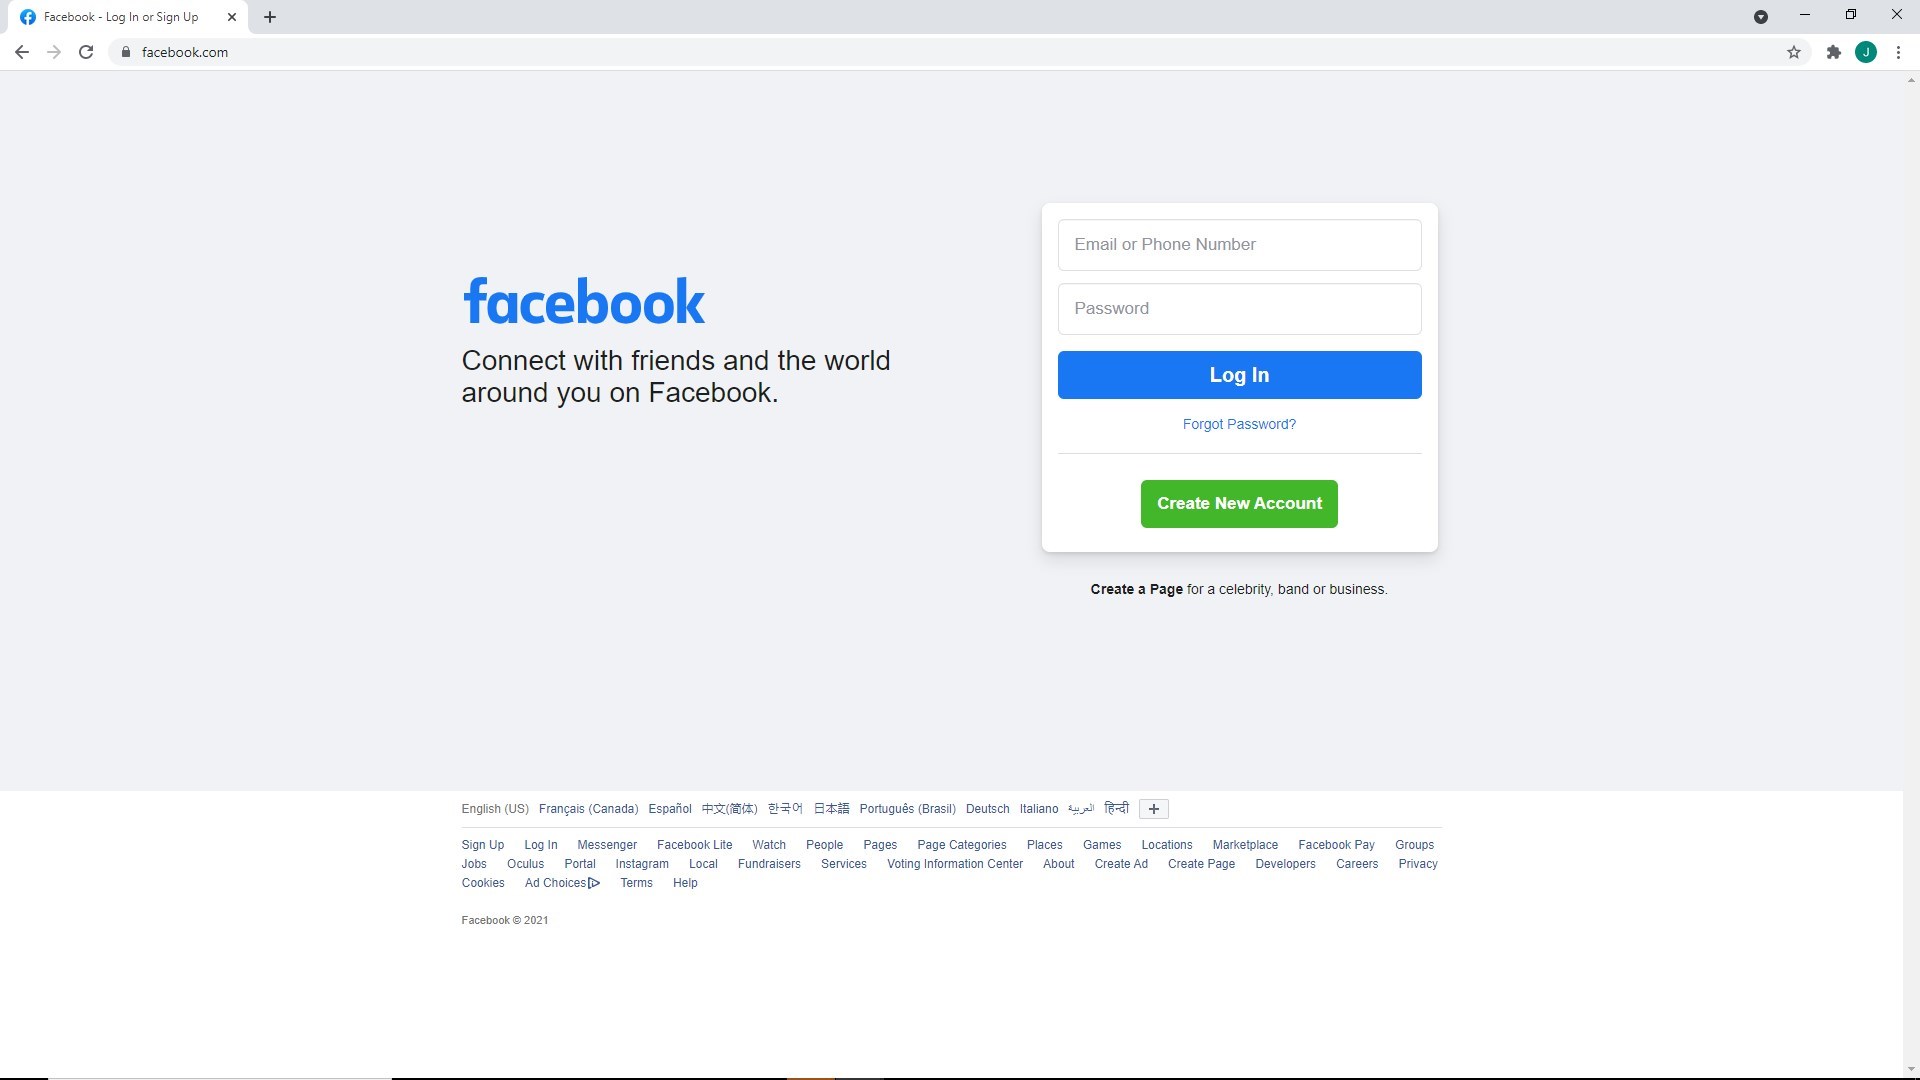 Facebook - Log In or Sign Up
facebook.com
J
facebook
Connect with friends and the world
around you on Facebook.
Email or Phone Number
Password
Log In
Forgot Password?
Create New Account
Create a Page for a celebrity, band or business.
English (US) Français (Canada) Español 中文(简体) 한국어 日本語 Português (Brasil) Deutsch Italiano العربية हिन्दी +
Sign Up Log In Messenger Facebook Lite Watch People Pages Page Categories Places Games Locations Marketplace Facebook Pay Groups
Jobs Oculus Portal Instagram Local Fundraisers Services Voting Information Center About Create Ad Create Page Developers Careers Privacy
Cookies Ad Choices Terms Help
Facebook © 2021